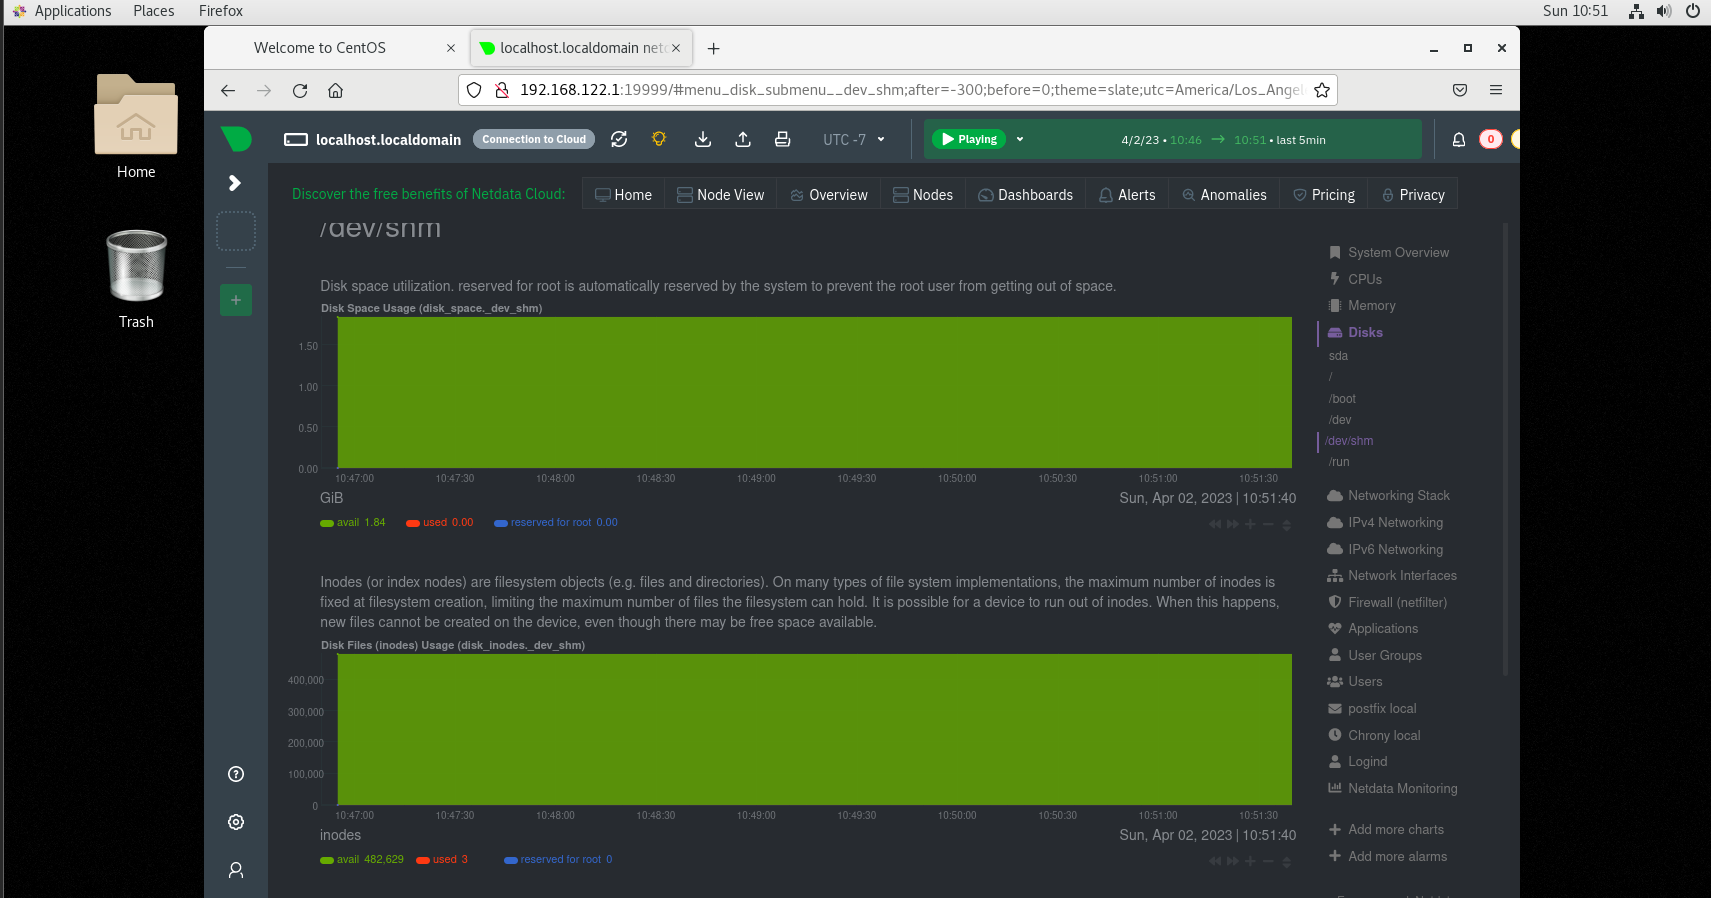 Applications Places Firefox Sun 10:51
Home
Trash
Welcome to CentOS
localhost.localdomain netd
192.168.122.1:19999/#menu_disk_submenu__dev_shm;after=-300;before=0;theme=slate;utc=America/Los_Angel
localhost.localdomain Connection to Cloud UTC -7 Playing 4/2/23 • 10:46 → 10:51 • last 5min 0
Discover the free benefits of Netdata Cloud: Home Node View Overview Nodes Dashboards Alerts Anomalies Pricing Privacy
/dev/shm
Disk space utilization. reserved for root is automatically reserved by the system to prevent the root user from getting out of space.
Disk Space Usage (disk_space._dev_shm)
1.50
1.00
0.50
0.00
10:47:00 10:47:30 10:48:00 10:48:30 10:49:00 10:49:30 10:50:00 10:50:30 10:51:00 10:51:30
GiB Sun, Apr 02, 2023 | 10:51:40
avail 1.84 used 0.00 reserved for root 0.00
Inodes (or index nodes) are filesystem objects (e.g. files and directories). On many types of file system implementations, the maximum number of inodes is
fixed at filesystem creation, limiting the maximum number of files the filesystem can hold. It is possible for a device to run out of inodes. When this happens,
new files cannot be created on the device, even though there may be free space available.
Disk Files (inodes) Usage (disk_inodes._dev_shm)
400,000
300,000
200,000
100,000
0
10:47:00 10:47:30 10:48:00 10:48:30 10:49:00 10:49:30 10:50:00 10:50:30 10:51:00 10:51:30
inodes Sun, Apr 02, 2023 | 10:51:40
avail 482,629 used 3 reserved for root 0
System Overview
CPUs
Memory
Disks
sda
/
/boot
/dev
/dev/shm
/run
Networking Stack
IPv4 Networking
IPv6 Networking
Network Interfaces
Firewall (netfilter)
Applications
User Groups
Users
postfix local
Chrony local
Logind
Netdata Monitoring
Add more charts
Add more alarms